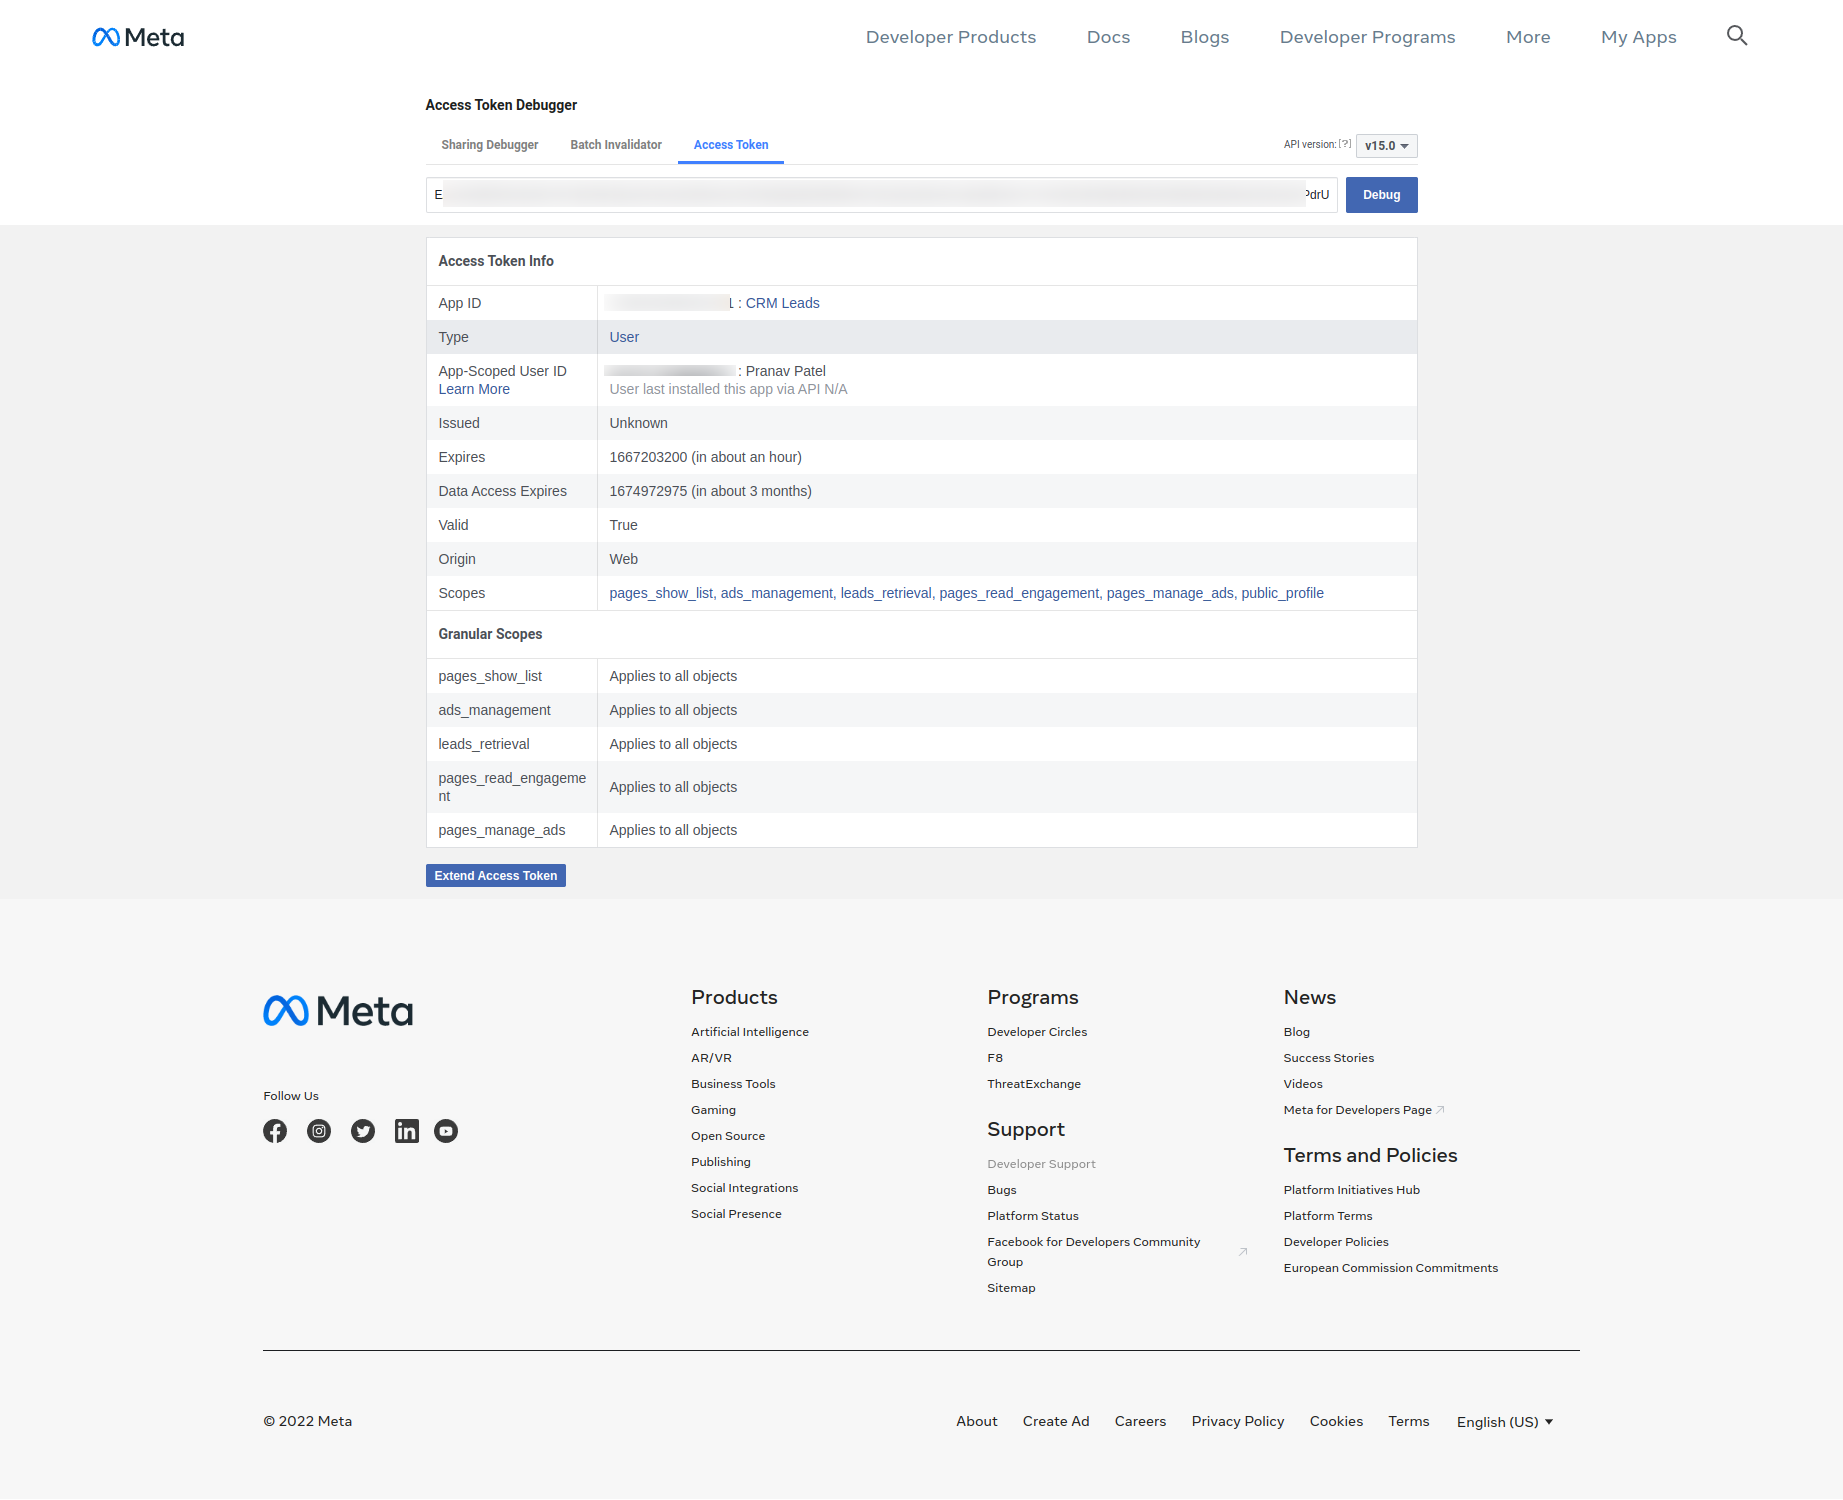 Meta
Developer Products Docs Blogs Developer Programs More My Apps
Access Token Debugger
Sharing Debugger Batch Invalidator Access Token API version: [?] v15.0
E PdrU Debug
Access Token Info
App ID 1 : CRM Leads
Type User
App-Scoped User ID : Pranav Patel
Learn More User last installed this app via API N/A
Issued Unknown
Expires 1667203200 (in about an hour)
Data Access Expires 1674972975 (in about 3 months)
Valid True
Origin Web
Scopes pages_show_list, ads_management, leads_retrieval, pages_read_engagement, pages_manage_ads, public_profile
Granular Scopes
pages_show_list Applies to all objects
ads_management Applies to all objects
leads_retrieval Applies to all objects
pages_read_engageme
nt Applies to all objects
pages_manage_ads Applies to all objects
Extend Access Token
Meta
Follow Us
Products
Artificial Intelligence
AR/VR
Business Tools
Gaming
Open Source
Publishing
Social Integrations
Social Presence
Programs
Developer Circles
F8
ThreatExchange
Support
Developer Support
Bugs
Platform Status
Facebook for Developers Community
Group
Sitemap
News
Blog
Success Stories
Videos
Meta for Developers Page
Terms and Policies
Platform Initiatives Hub
Platform Terms
Developer Policies
European Commission Commitments
© 2022 Meta
About Create Ad Careers Privacy Policy Cookies Terms English (US)